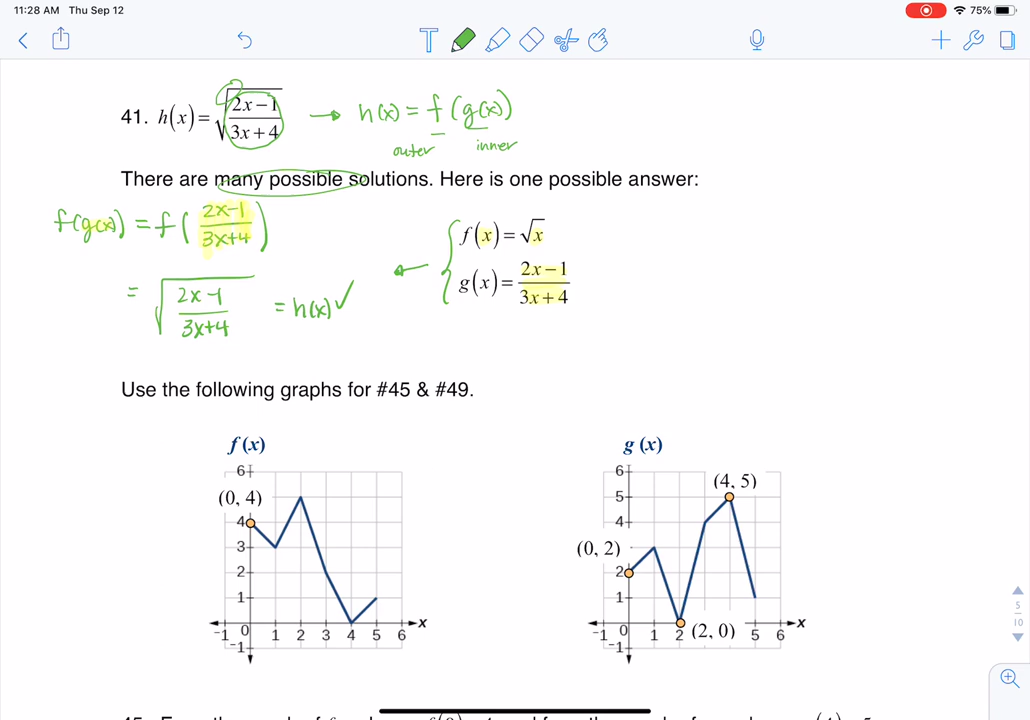 11:28 AM Thu Sep 12
75%
41. h(x) = √((2x − 1)/(3x + 4)) → h(x) = f(g(x))
outer inner
There are many possible solutions. Here is one possible answer:
f(g(x)) = f((2x-1)/(3x+4))
f(x) = √x
= √((2x-1)/(3x+4)) = h(x) ✓
g(x) = (2x − 1)/(3x + 4)
Use the following graphs for #45 & #49.
f (x)
(0, 4)
6
4
3
2
1
-1 0 1 2 3 4 5 6 x
-1
g (x)
(4, 5)
(0, 2)
(2, 0)
6
5
4
2
1
-1 0 1 2 5 6 x
-1
5
10